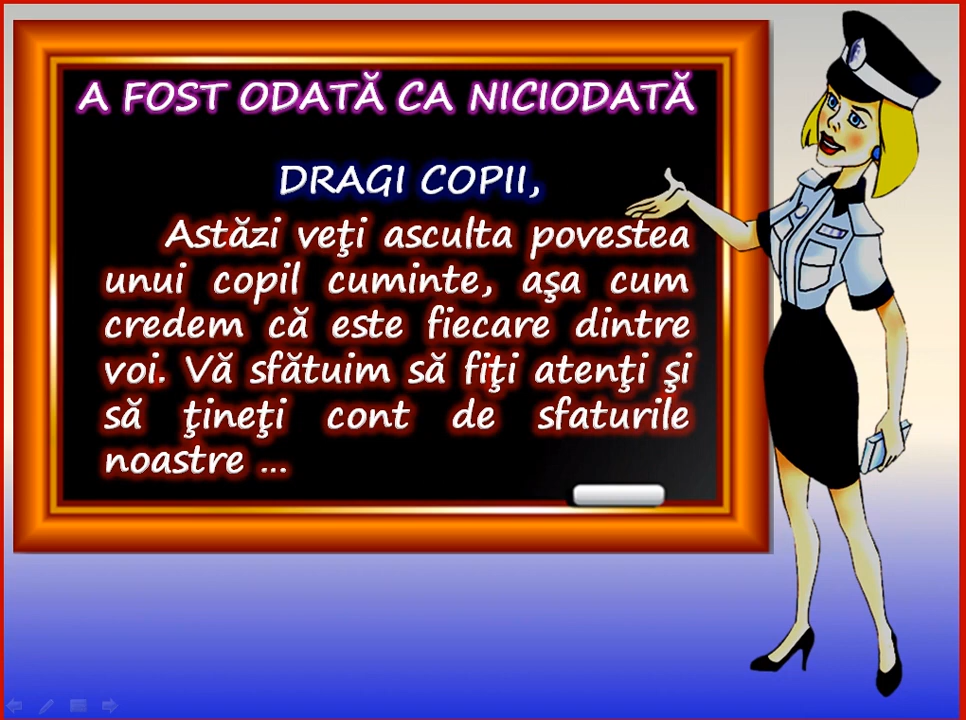 A FOST ODATĂ CA NICIODATĂ
DRAGI COPII,
Astăzi veţi asculta povestea
unui copil cuminte, aşa cum
credem că este fiecare dintre
voi. Vă sfătuim să fiţi atenţi şi
să ţineţi cont de sfaturile
noastre ...